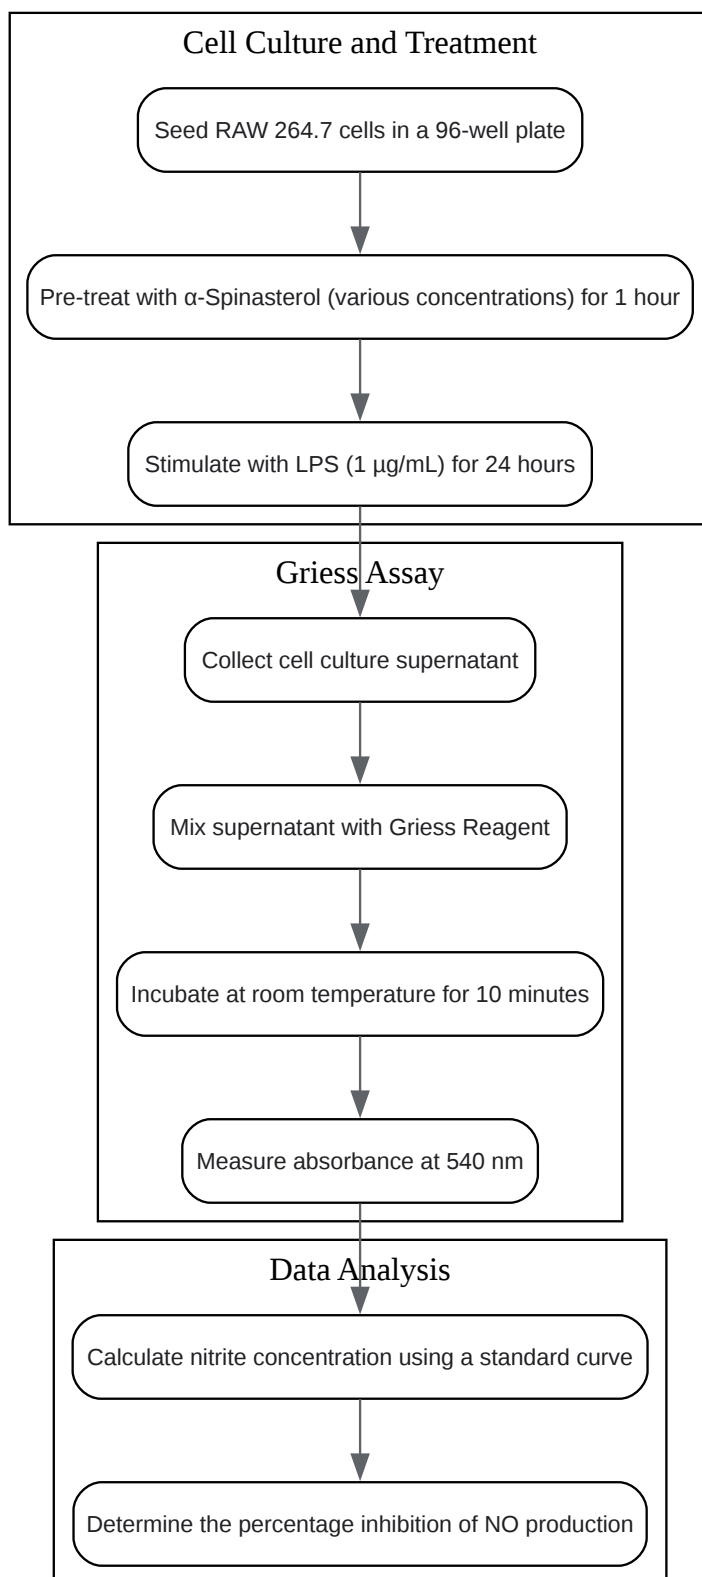 Cell Culture and Treatment
Seed RAW 264.7 cells in a 96-well plate
Pre-treat with α-Spinasterol (various concentrations) for 1 hour
Stimulate with LPS (1 µg/mL) for 24 hours
Griess Assay
Collect cell culture supernatant
Mix supernatant with Griess Reagent
Incubate at room temperature for 10 minutes
Measure absorbance at 540 nm
Data Analysis
Calculate nitrite concentration using a standard curve
Determine the percentage inhibition of NO production